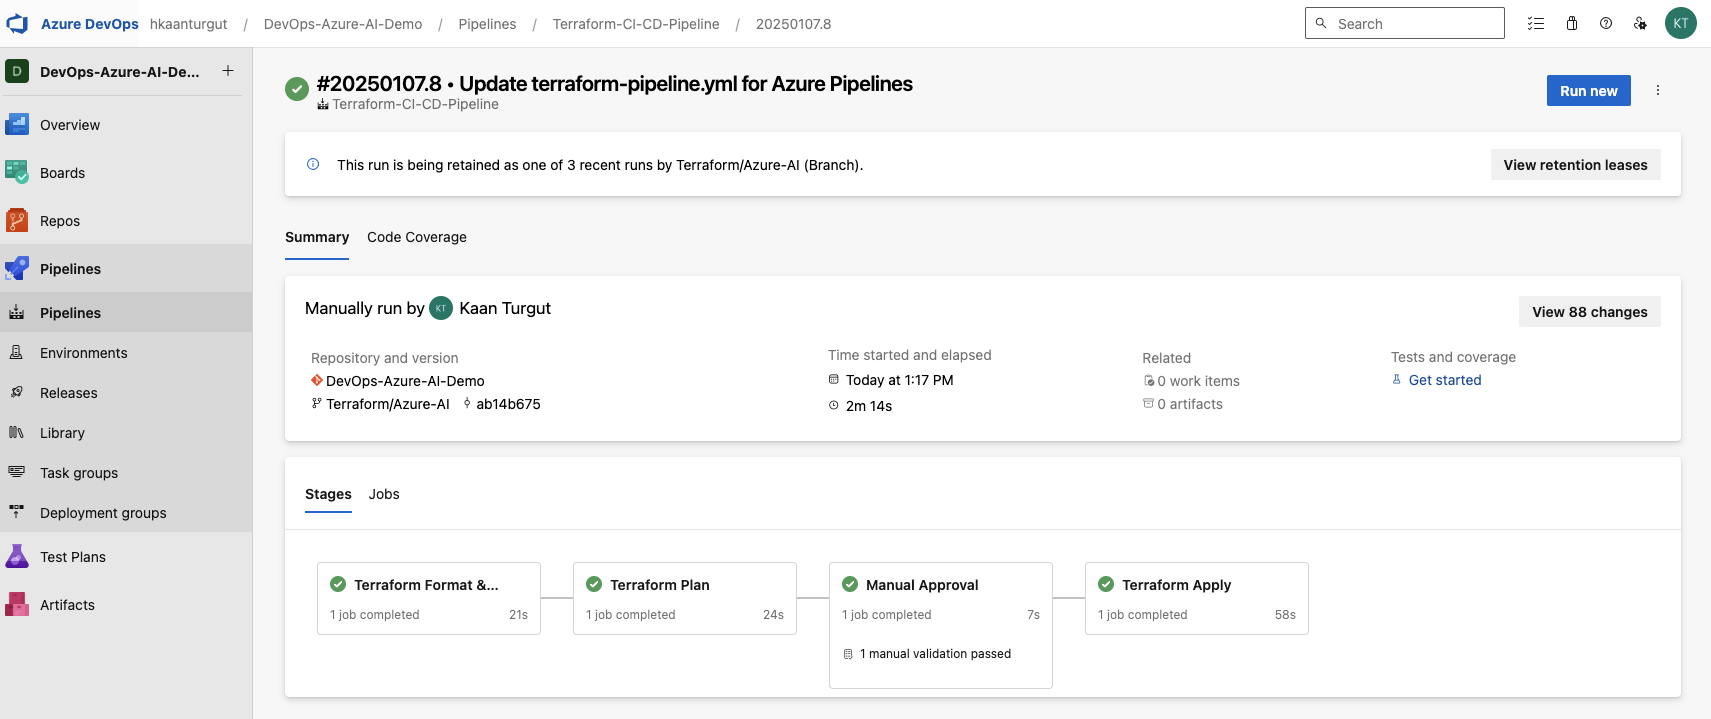 Azure DevOps hkaanturgut / DevOps-Azure-AI-Demo / Pipelines / Terraform-CI-CD-Pipeline / 20250107.8
Search
KT
D DevOps-Azure-AI-De... +
Overview
Boards
Repos
Pipelines
Pipelines
Environments
Releases
Library
Task groups
Deployment groups
Test Plans
Artifacts
#20250107.8 • Update terraform-pipeline.yml for Azure Pipelines
Terraform-CI-CD-Pipeline
Run new
This run is being retained as one of 3 recent runs by Terraform/Azure-AI (Branch).
View retention leases
Summary Code Coverage
Manually run by KT Kaan Turgut
View 88 changes
Repository and version
DevOps-Azure-AI-Demo
Terraform/Azure-AI ab14b675
Time started and elapsed
Today at 1:17 PM
2m 14s
Related
0 work items
0 artifacts
Tests and coverage
Get started
Stages Jobs
Terraform Format &...
1 job completed 21s
Terraform Plan
1 job completed 24s
Manual Approval
1 job completed 7s
1 manual validation passed
Terraform Apply
1 job completed 58s